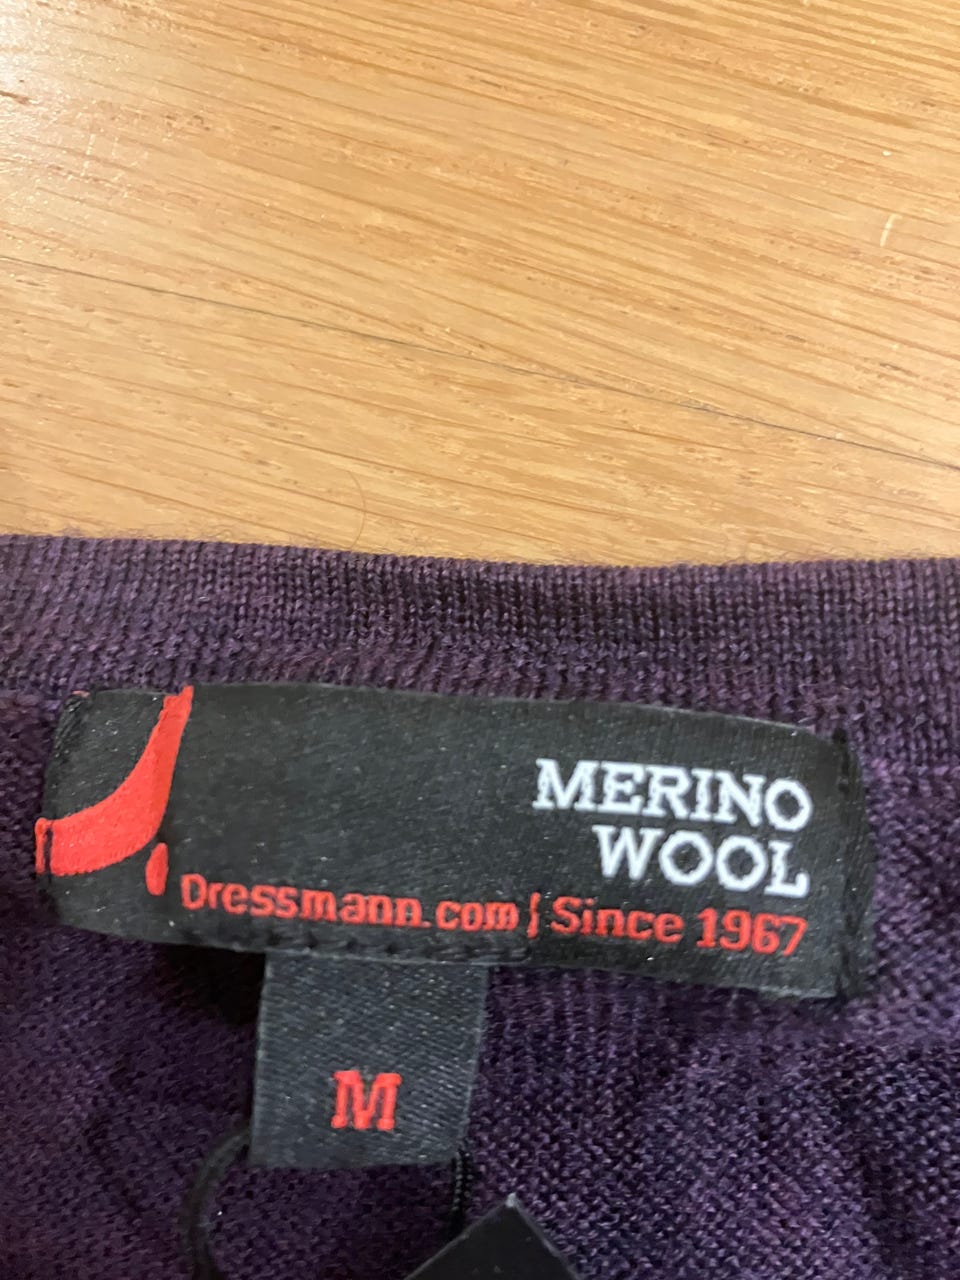 MERINO
WOOL
Dressmann.com | Since 1967
M